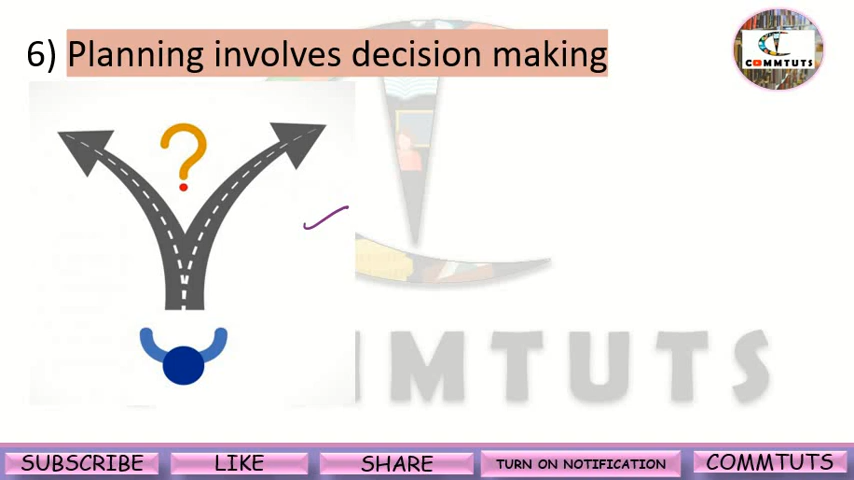 6) Planning involves decision making
COMMTUTS
?
MMTUTS
SUBSCRIBE
LIKE
SHARE
TURN ON NOTIFICATION
COMMTUTS